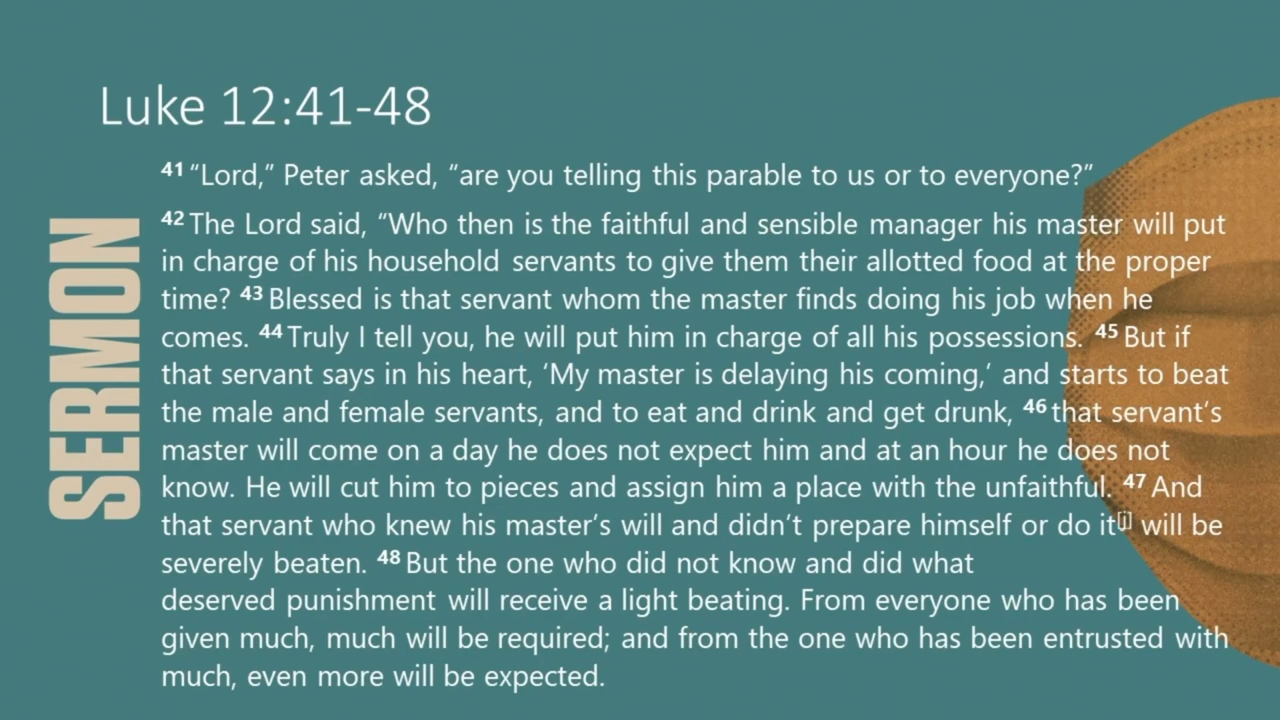 Luke 12:41-48
SERMON
41 “Lord,” Peter asked, “are you telling this parable to us or to everyone?”
42 The Lord said, “Who then is the faithful and sensible manager his master will put
in charge of his household servants to give them their allotted food at the proper
time? 43 Blessed is that servant whom the master finds doing his job when he
comes. 44 Truly I tell you, he will put him in charge of all his possessions. 45 But if
that servant says in his heart, ‘My master is delaying his coming,’ and starts to beat
the male and female servants, and to eat and drink and get drunk, 46 that servant’s
master will come on a day he does not expect him and at an hour he does not
know. He will cut him to pieces and assign him a place with the unfaithful. 47 And
that servant who knew his master’s will and didn’t prepare himself or do it[i] will be
severely beaten. 48 But the one who did not know and did what
deserved punishment will receive a light beating. From everyone who has been
given much, much will be required; and from the one who has been entrusted with
much, even more will be expected.